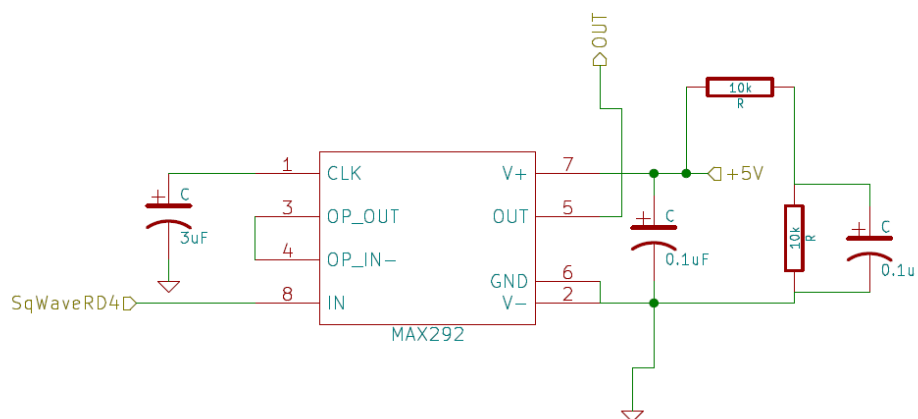 OUT
10k
R
1
CLK
V+
7
+5V
+
C
3uF
3
OP_OUT
OUT
5
4
OP_IN-
+
C
0.1uF
10k
R
+
C
0.1u
GND
6
SqWaveRD4
8
IN
V-
2
MAX292